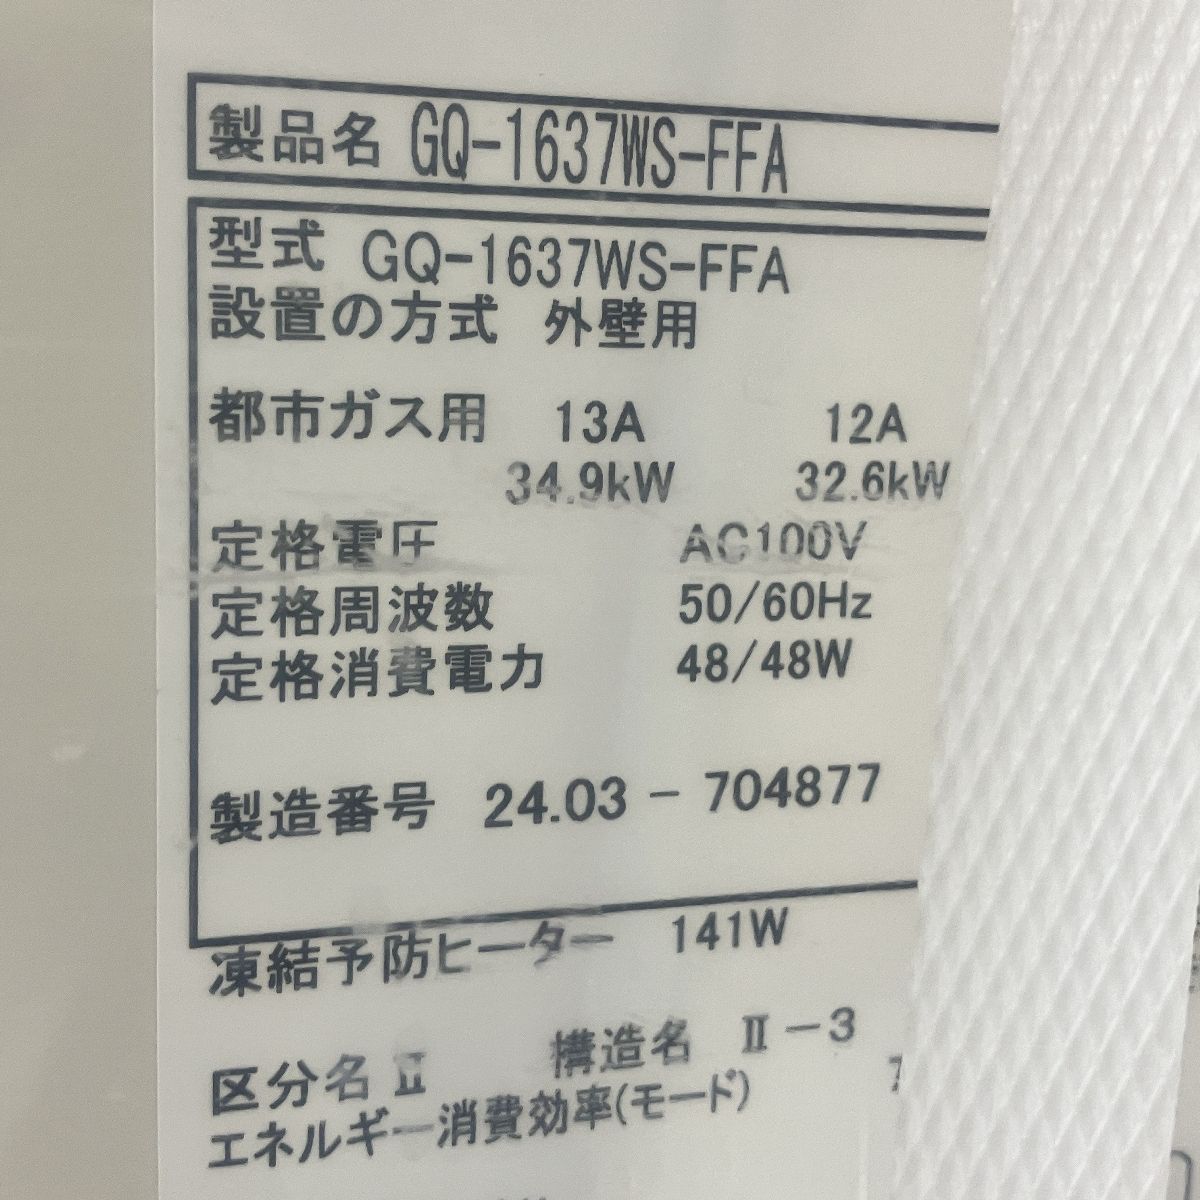 製品名 GQ-1637WS-FFA
型式 GQ-1637WS-FFA
設置の方式 外壁用
都市ガス用 13A 12A
34.9kW 32.6kW
定格電圧 AC100V
定格周波数 50/60Hz
定格消費電力 48/48W
製造番号 24.03-704877
凍結予防ヒーター 141W
区分名 Ⅱ 構造名 Ⅱ-3
エネルギー消費効率(モード) 7